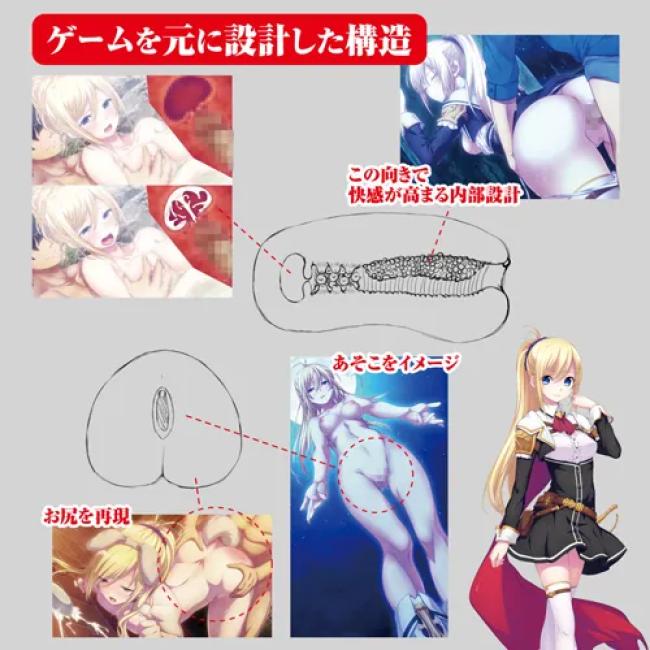 ゲームを元に設計した構造
この向きで
快感が高まる内部設計
あそこをイメージ
お尻を再現